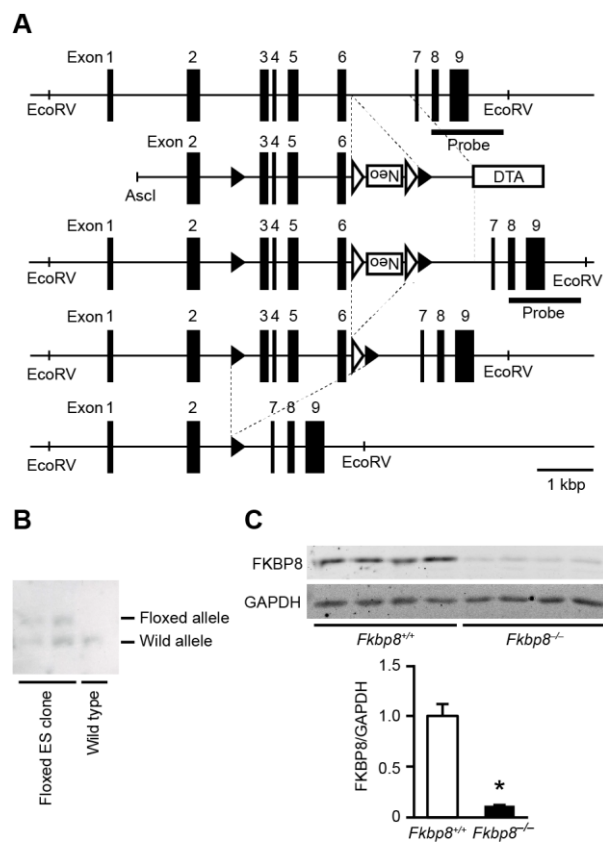 A
Exon 1 2 3 4 5 6 7 8 9
EcoRV EcoRV
Probe
Exon 2 3 4 5 6
Neo DTA
AscI
Exon 1 2 3 4 5 6 7 8 9
Neo
EcoRV EcoRV
Probe
Exon 1 2 3 4 5 6 7 8 9
EcoRV EcoRV
Exon 1 2 7 8 9
EcoRV EcoRV
1 kbp
B
Floxed allele
Wild allele
Floxed ES clone
Wild type
C
FKBP8
GAPDH
Fkbp8+/+ Fkbp8–/–
FKBP8/GAPDH
1.5
1.0
0.5
0
*
Fkbp8+/+ Fkbp8–/–